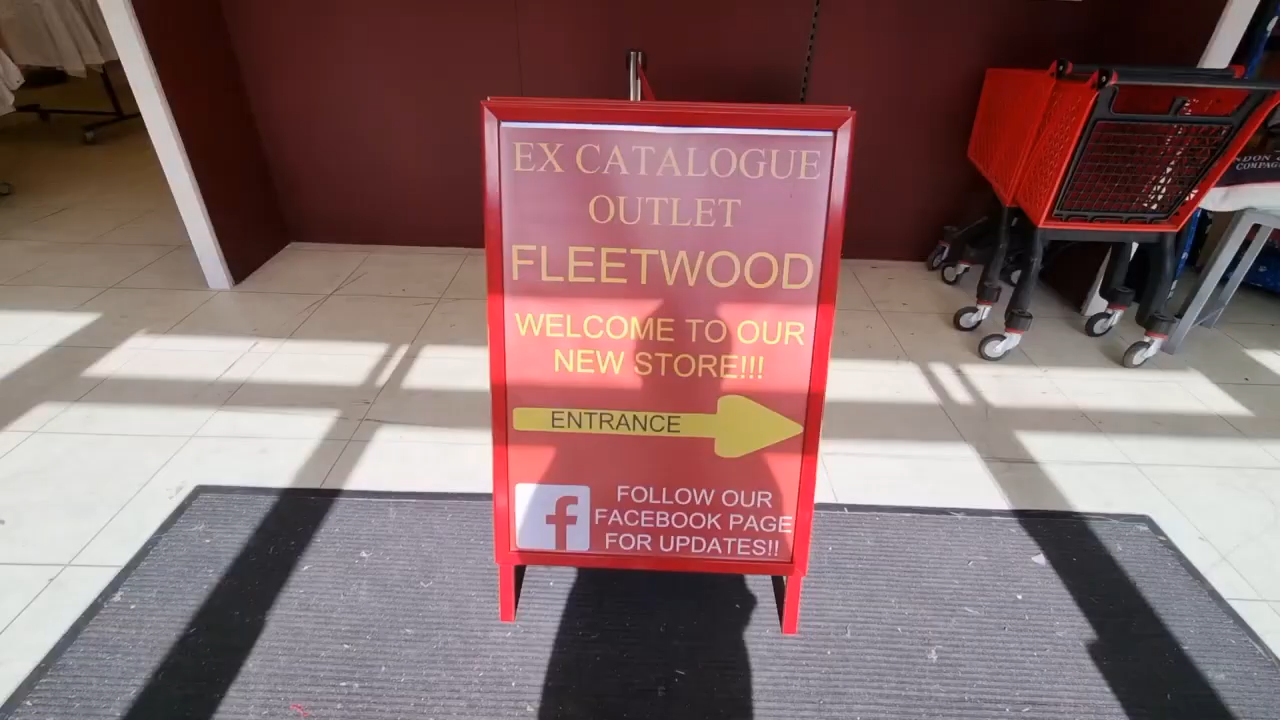 EX CATALOGUE
OUTLET
FLEETWOOD
WELCOME TO OUR
NEW STORE!!!
ENTRANCE
f
FOLLOW OUR
FACEBOOK PAGE
FOR UPDATES!!